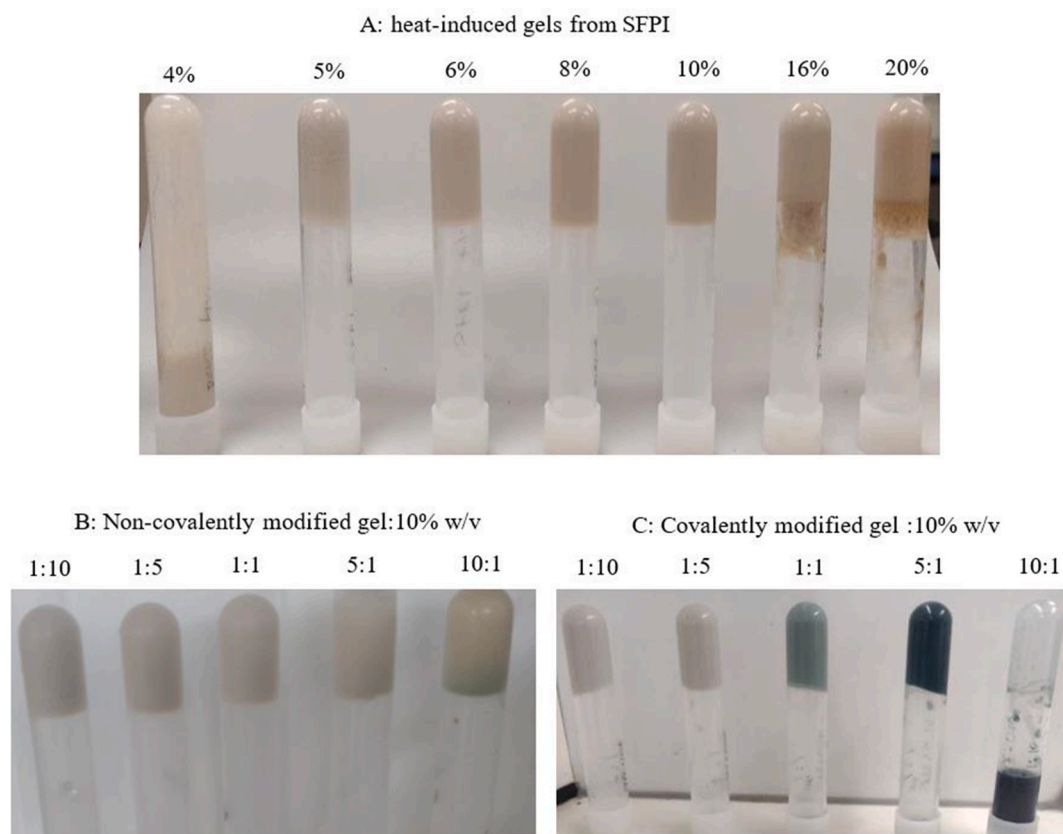 A: heat-induced gels from SFPI
4% 5% 6% 8% 10% 16% 20%
B: Non-covalently modified gel:10% w/v
1:10 1:5 1:1 5:1 10:1
C: Covalently modified gel :10% w/v
1:10 1:5 1:1 5:1 10:1